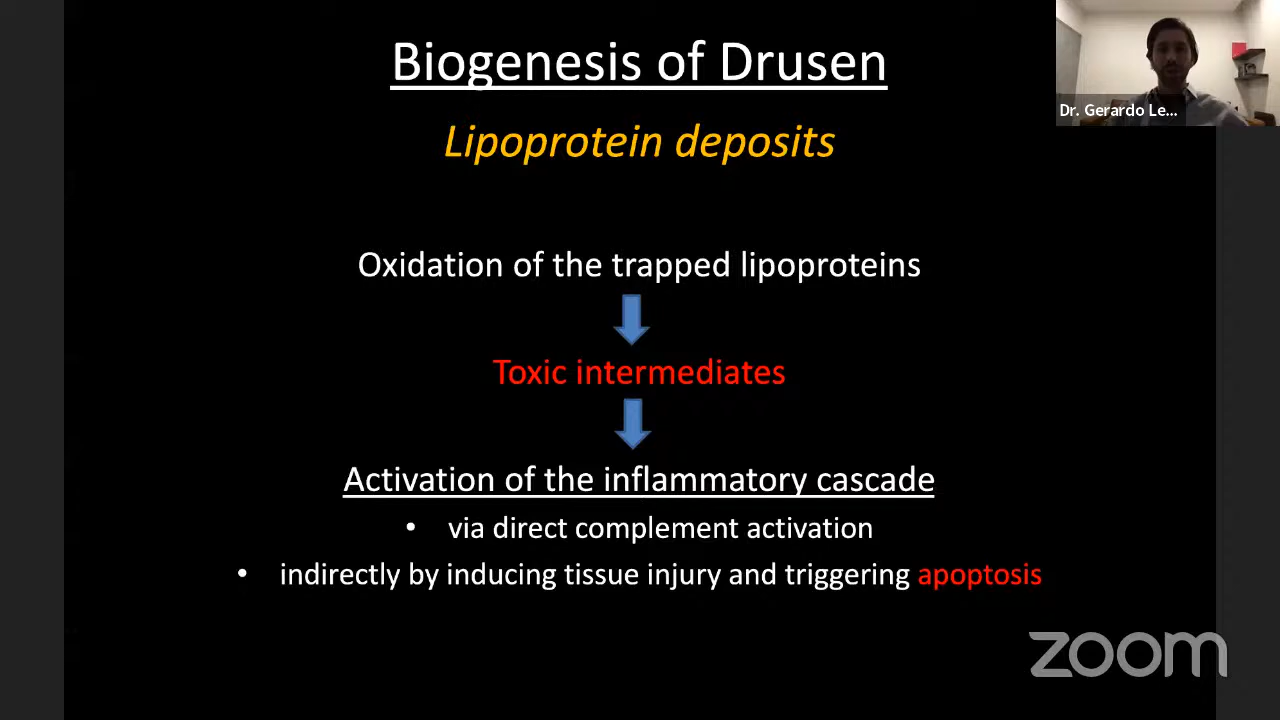 Biogenesis of Drusen
Dr. Gerardo Le...
Lipoprotein deposits
Oxidation of the trapped lipoproteins
Toxic intermediates
Activation of the inflammatory cascade
• via direct complement activation
• indirectly by inducing tissue injury and triggering apoptosis
zoom